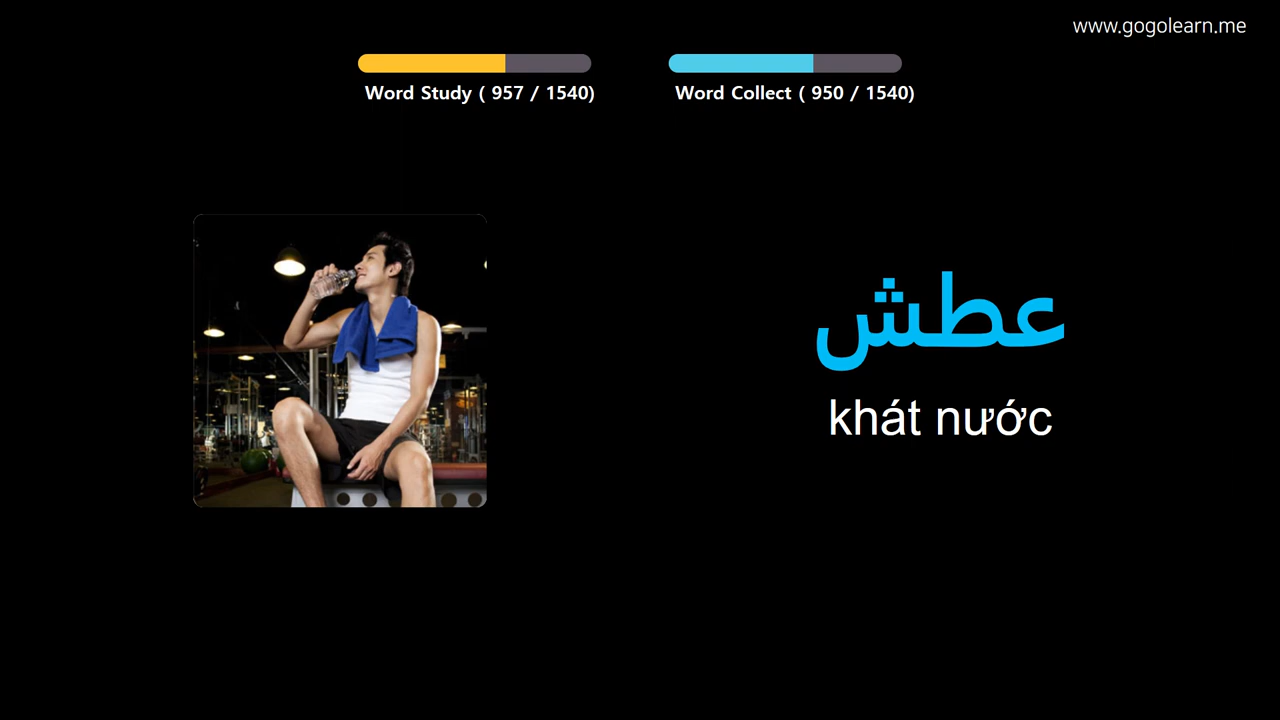 www.gogolearn.me
Word Study ( 957 / 1540)
Word Collect ( 950 / 1540)
عطش
khát nước